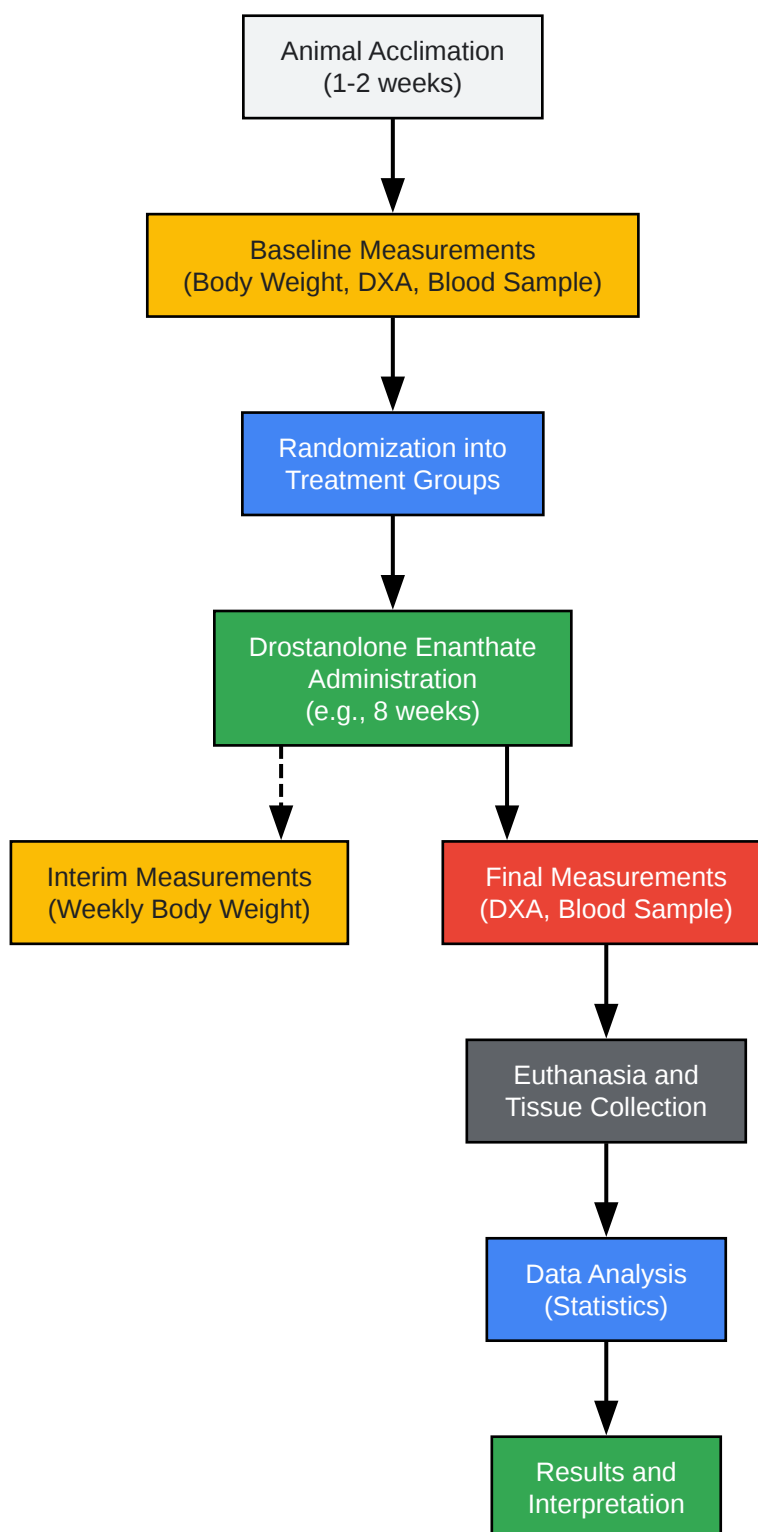 Animal Acclimation
(1-2 weeks)
Baseline Measurements
(Body Weight, DXA, Blood Sample)
Randomization into
Treatment Groups
Drostanolone Enanthate
Administration
(e.g., 8 weeks)
Interim Measurements
(Weekly Body Weight)
Final Measurements
(DXA, Blood Sample)
Euthanasia and
Tissue Collection
Data Analysis
(Statistics)
Results and
Interpretation